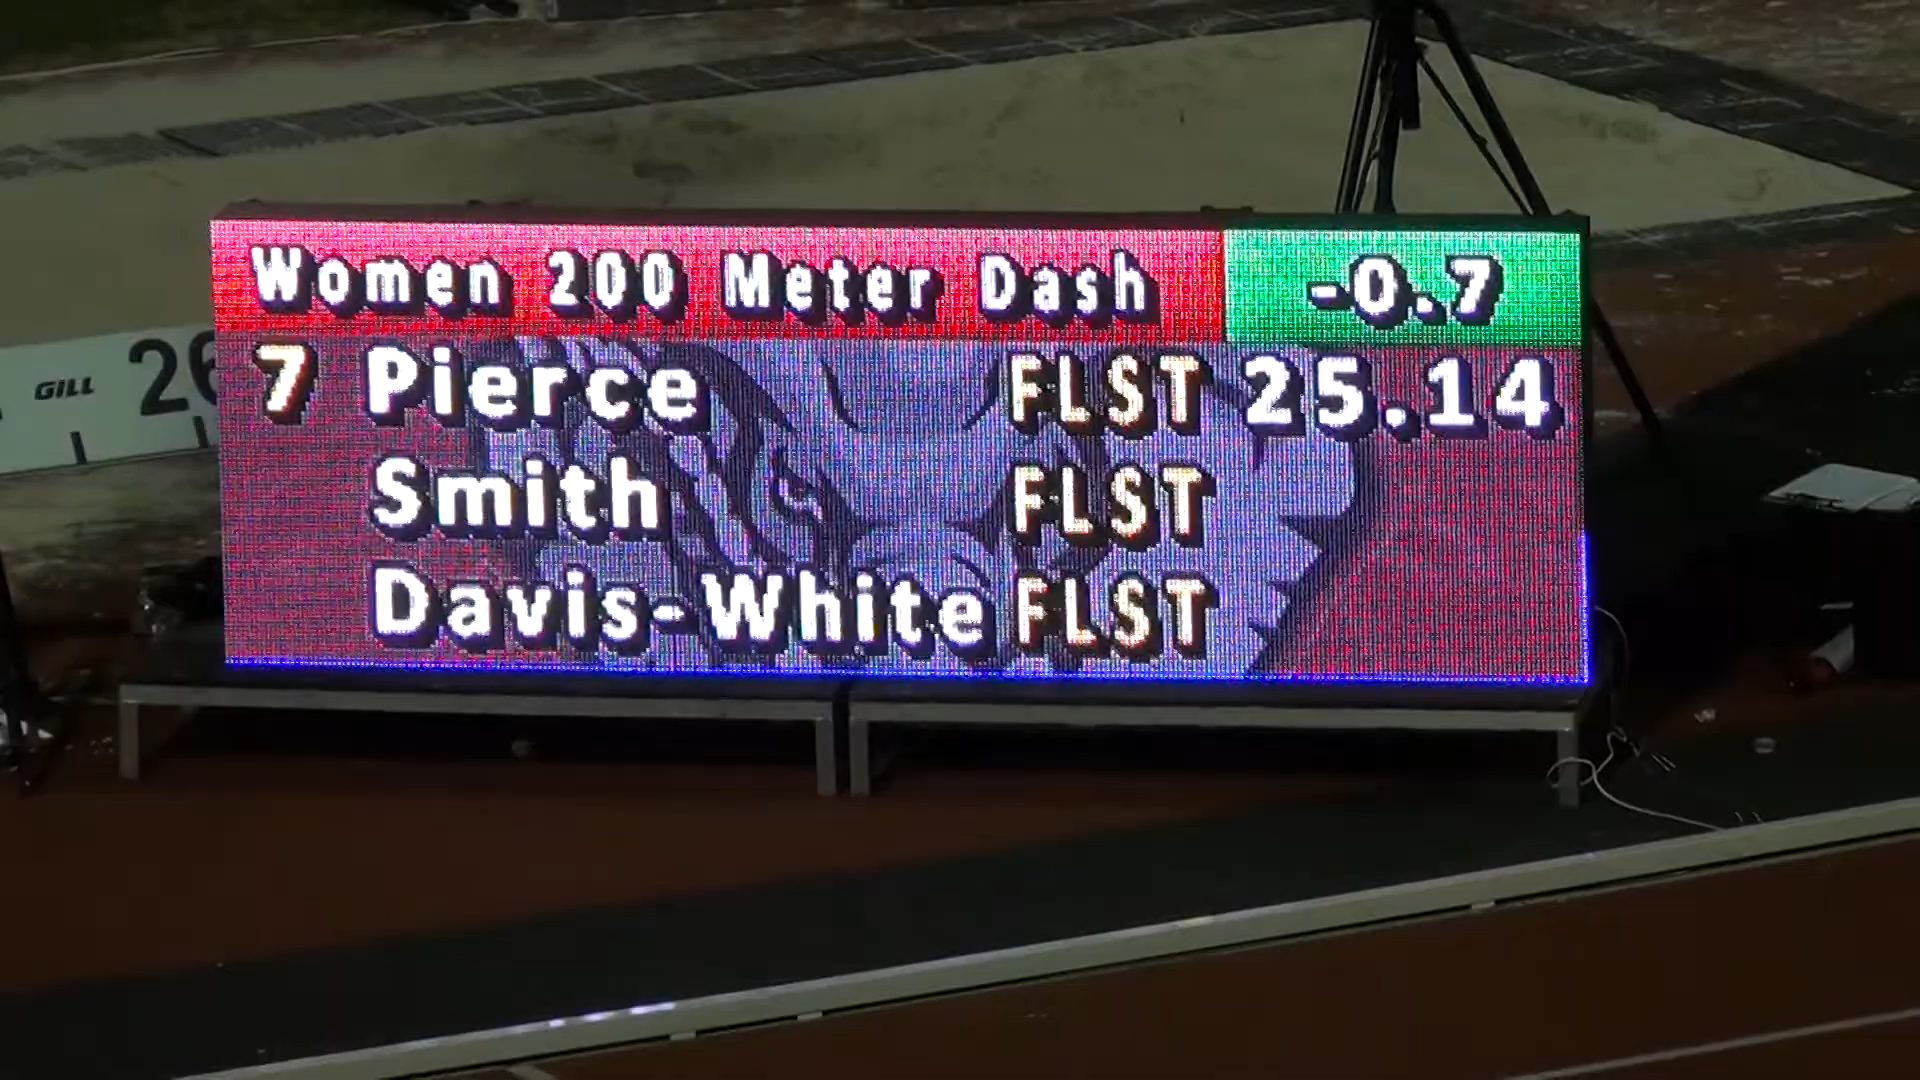 Women 200 Meter Dash -0.7
7 Pierce FLST 25.14
Smith FLST
Davis-White FLST
GILL 26